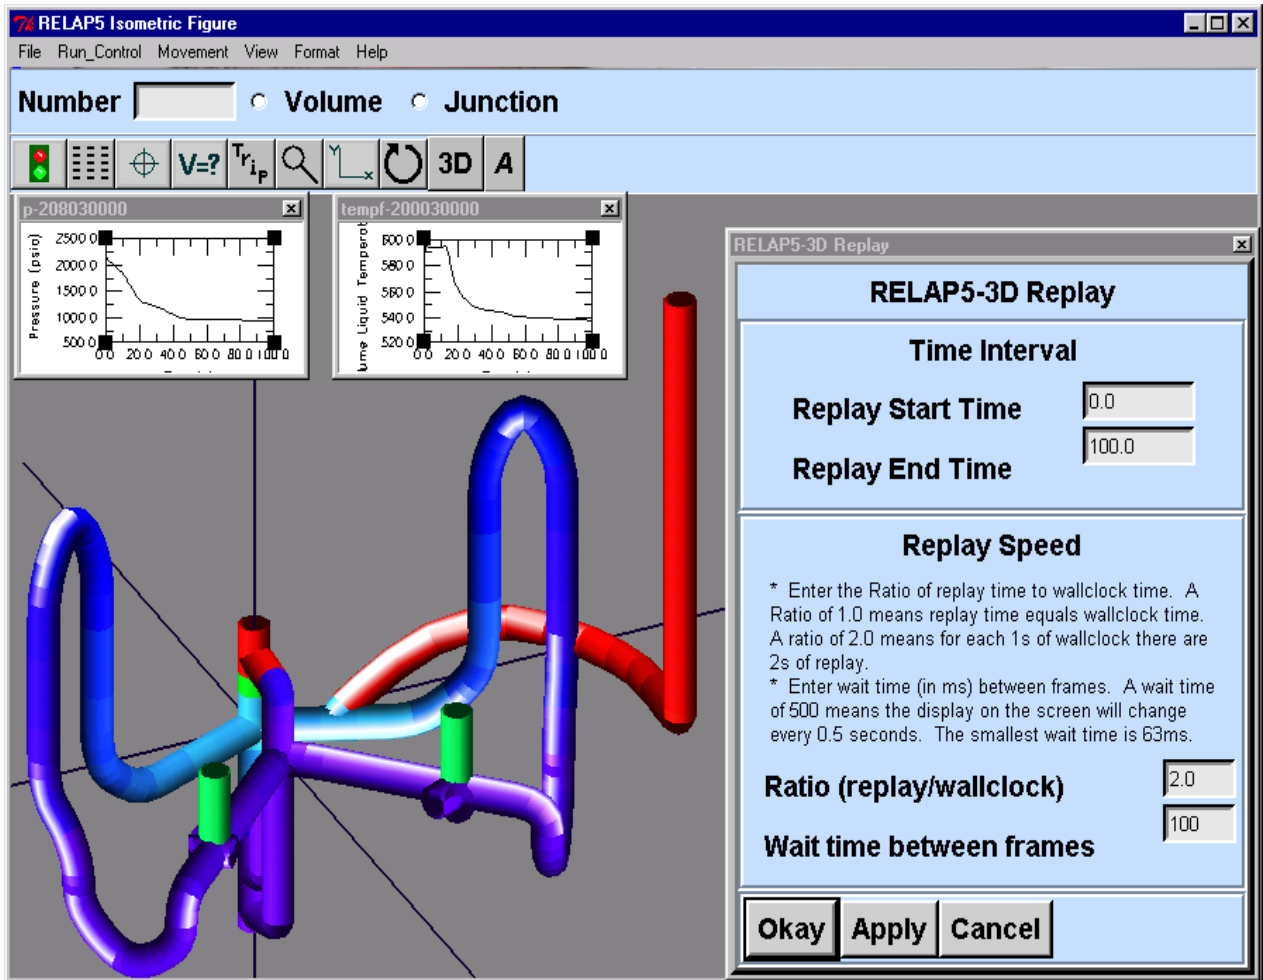 RELAP5 Isometric Figure
File Run_Control Movement View Format Help
Number Volume Junction
V=? Trip 3D A
p-208030000
Pressure (psia)
2500 0
2000 0
1500 0
1000 0
500 0
0 0 20 0 40 0 60 0 80 0 100 0
tempf-200030000
ume Liquid Temperat
600 0
580 0
560 0
540 0
520 0
0 0 20 0 40 0 60 0 80 0 100 0
Y
x
RELAP5-3D Replay
RELAP5-3D Replay
Time Interval
Replay Start Time 0.0
Replay End Time 100.0
Replay Speed
* Enter the Ratio of replay time to wallclock time. A
Ratio of 1.0 means replay time equals wallclock time.
A ratio of 2.0 means for each 1s of wallclock there are
2s of replay.
* Enter wait time (in ms) between frames. A wait time
of 500 means the display on the screen will change
every 0.5 seconds. The smallest wait time is 63ms.
Ratio (replay/wallclock) 2.0
Wait time between frames 100
Okay Apply Cancel